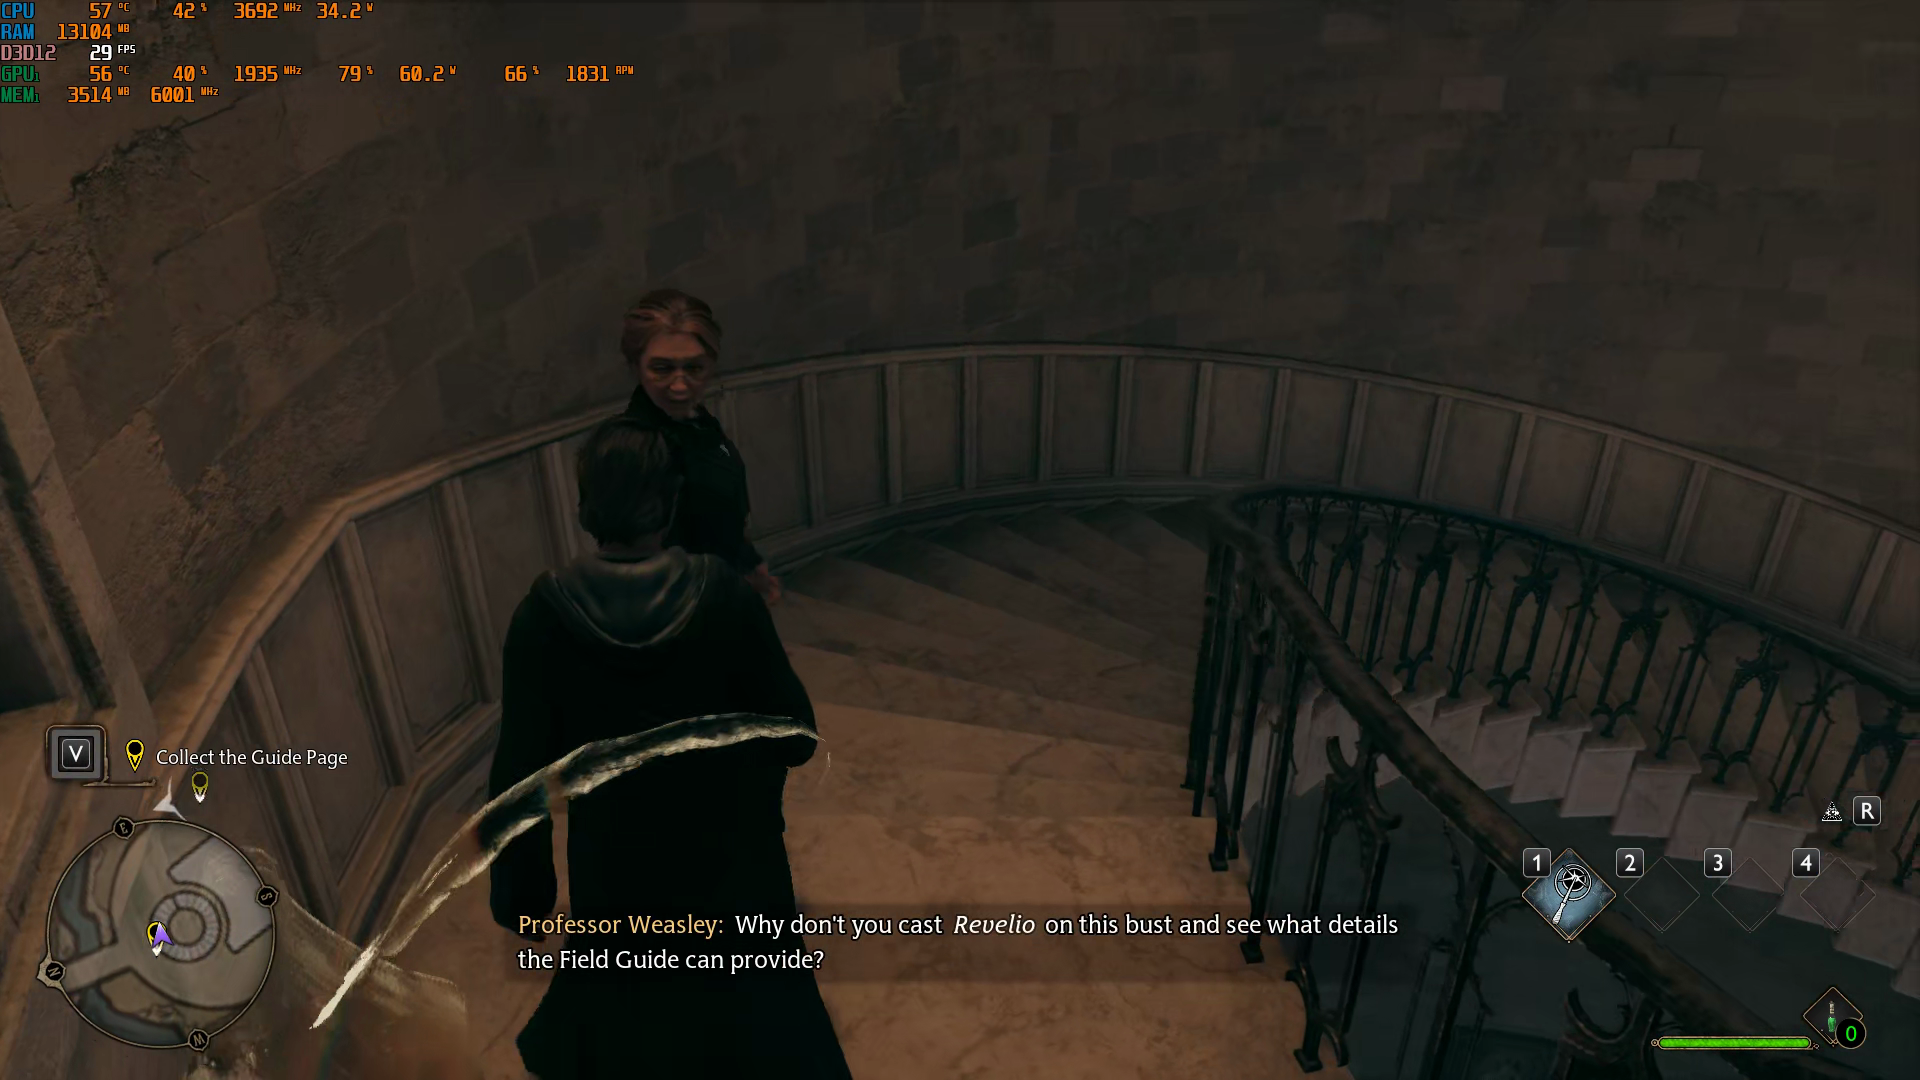 CPU 57 °C 42 % 3692 MHz 34.2 W
RAM 13104 MB
D3D12 29 FPS
GPU1 56 °C 40 % 1935 MHz 79 % 60.2 W 66 % 1831 RPM
MEM1 3514 MB 6001 MHz
V Collect the Guide Page
E
S
N
W
R
1 2 3 4
Professor Weasley: Why don't you cast Revelio on this bust and see what details
the Field Guide can provide?
0